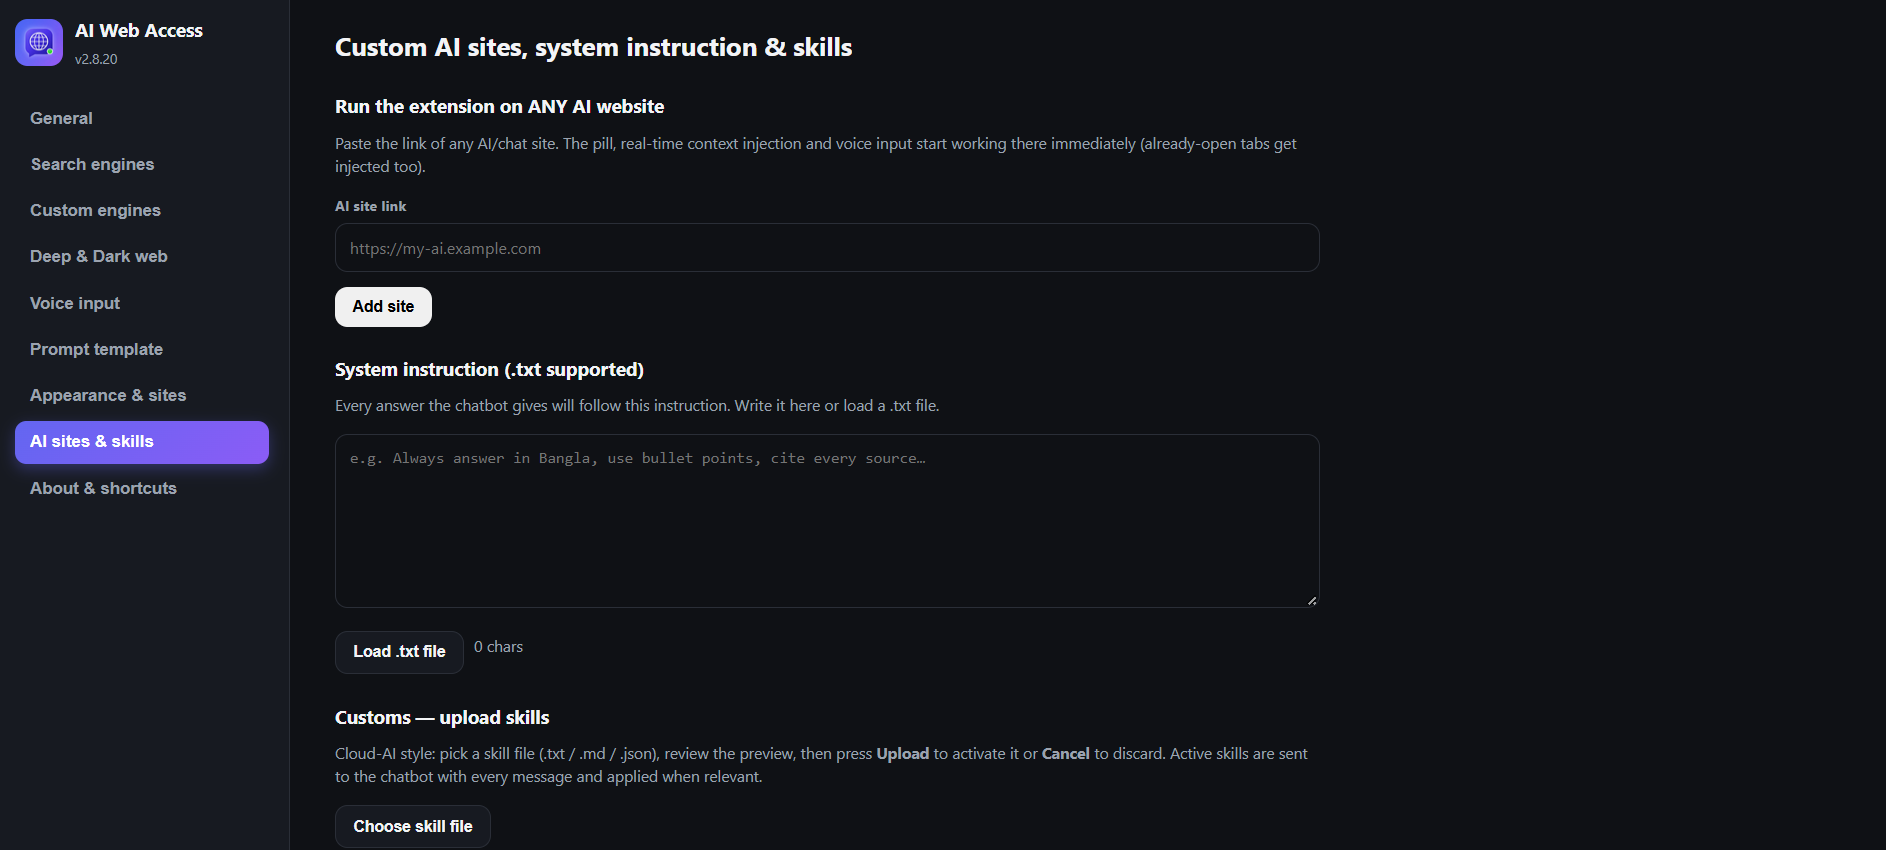 AI Web Access
v2.8.20
General
Search engines
Custom engines
Deep & Dark web
Voice input
Prompt template
Appearance & sites
AI sites & skills
About & shortcuts
Custom AI sites, system instruction & skills
Run the extension on ANY AI website
Paste the link of any AI/chat site. The pill, real-time context injection and voice input start working there immediately (already-open tabs get
injected too).
AI site link
https://my-ai.example.com
Add site
System instruction (.txt supported)
Every answer the chatbot gives will follow this instruction. Write it here or load a .txt file.
e.g. Always answer in Bangla, use bullet points, cite every source…
Load .txt file
0 chars
Customs — upload skills
Cloud-AI style: pick a skill file (.txt / .md / .json), review the preview, then press Upload to activate it or Cancel to discard. Active skills are sent
to the chatbot with every message and applied when relevant.
Choose skill file